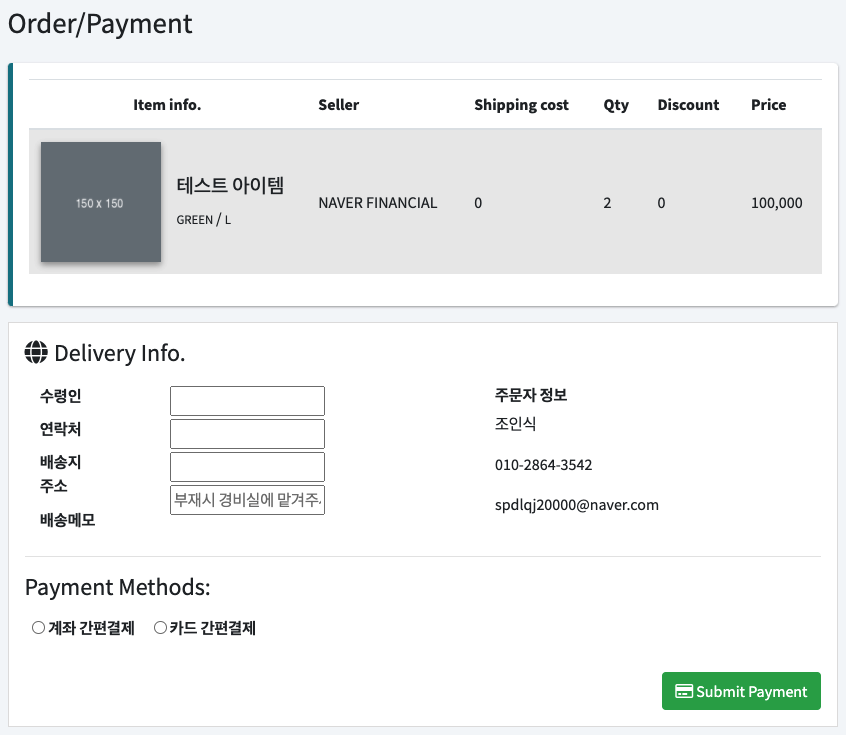 Order/Payment
Item info. Seller Shipping cost Qty Discount Price
150 x 150
테스트 아이템
GREEN / L
NAVER FINANCIAL 0 2 0 100,000
Delivery Info.
수령인
연락처
배송지
주소
부재시 경비실에 맡겨주
배송메모
주문자 정보
조인식
010-2864-3542
spdlqj20000@naver.com
Payment Methods:
계좌 간편결제 카드 간편결제
Submit Payment